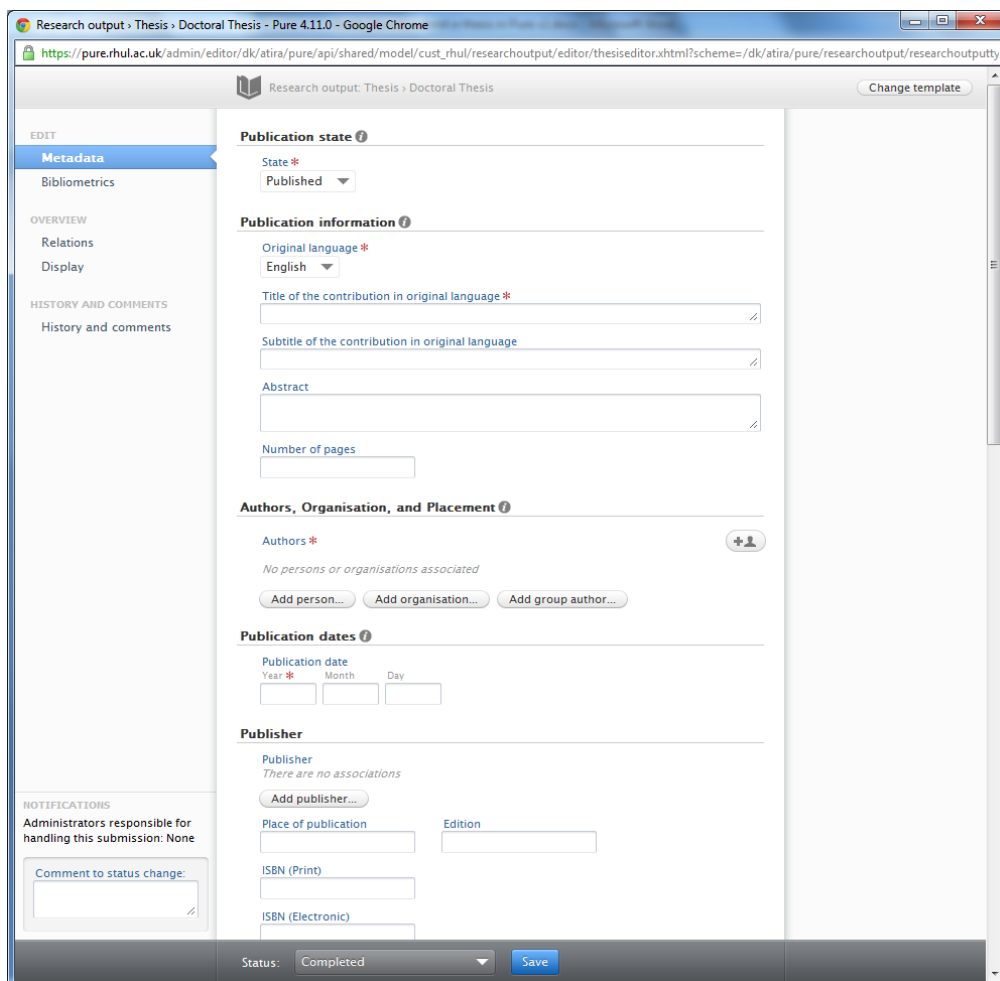 Research output › Thesis › Doctoral Thesis - Pure 4.11.0 - Google Chrome
https://pure.rhul.ac.uk/admin/editor/dk/atira/pure/api/shared/model/cust_rhul/researchoutput/editor/thesiseditor.xhtml?scheme=/dk/atira/pure/researchoutput/researchoutputty
Research output: Thesis › Doctoral Thesis
Change template
EDIT
Metadata
Bibliometrics
OVERVIEW
Relations
Display
HISTORY AND COMMENTS
History and comments
Publication state
State *
Published
Publication information
Original language *
English
Title of the contribution in original language *
Subtitle of the contribution in original language
Abstract
Number of pages
Authors, Organisation, and Placement
Authors *
No persons or organisations associated
Add person... Add organisation... Add group author...
Publication dates
Publication date
Year * Month Day
Publisher
Publisher
There are no associations
Add publisher...
Place of publication Edition
ISBN (Print)
ISBN (Electronic)
NOTIFICATIONS
Administrators responsible for
handling this submission: None
Comment to status change:
Status: Completed Save